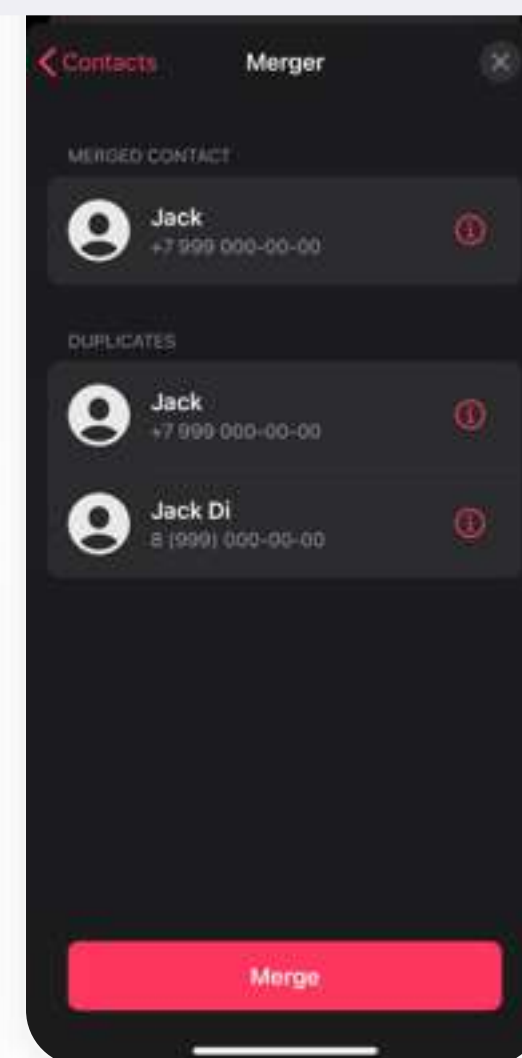 Contacts
Merger
MERGED CONTACT
Jack
+7 999 000-00-00
DUPLICATES
Jack
+7 999 000-00-00
Jack Di
8 (999) 000-00-00
Merge